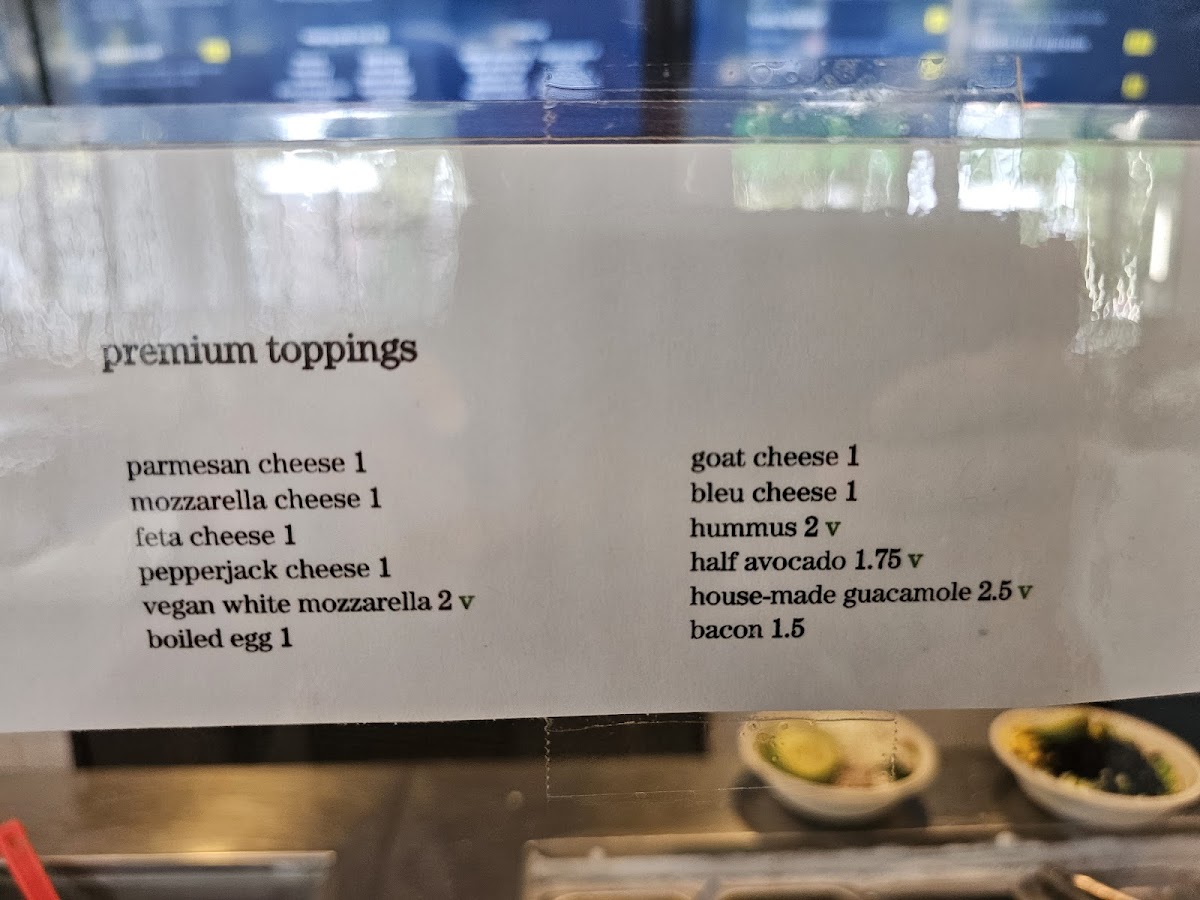 premium toppings
parmesan cheese 1
mozzarella cheese 1
feta cheese 1
pepperjack cheese 1
vegan white mozzarella 2 v
boiled egg 1
goat cheese 1
bleu cheese 1
hummus 2 v
half avocado 1.75 v
house-made guacamole 2.5 v
bacon 1.5